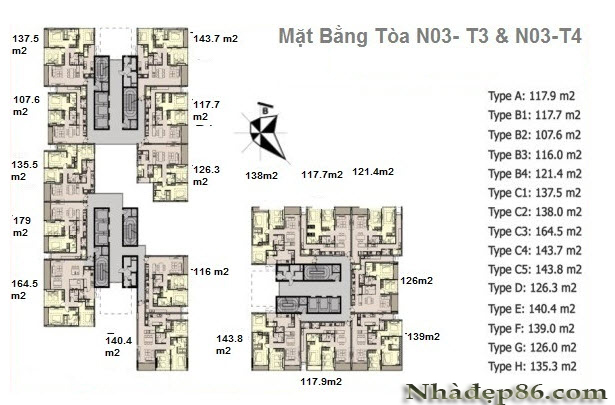 Mặt Bằng Tòa N03- T3 & N03-T4
137.5
m2
143.7 m2
107.6
m2
117.7
m2
B
135.5
m2
126.3
m2
138m2
117.7m2
121.4m2
179
m2
164.5
m2
116 m2
126m2
140.4
m2
143.8
m2
139m2
117.9m2
Type A: 117.9 m2
Type B1: 117.7 m2
Type B2: 107.6 m2
Type B3: 116.0 m2
Type B4: 121.4 m2
Type C1: 137.5 m2
Type C2: 138.0 m2
Type C3: 164.5 m2
Type C4: 143.7 m2
Type C5: 143.8 m2
Type D: 126.3 m2
Type E: 140.4 m2
Type F: 139.0 m2
Type G: 126.0 m2
Type H: 135.3 m2
Nhàdẹp86.com